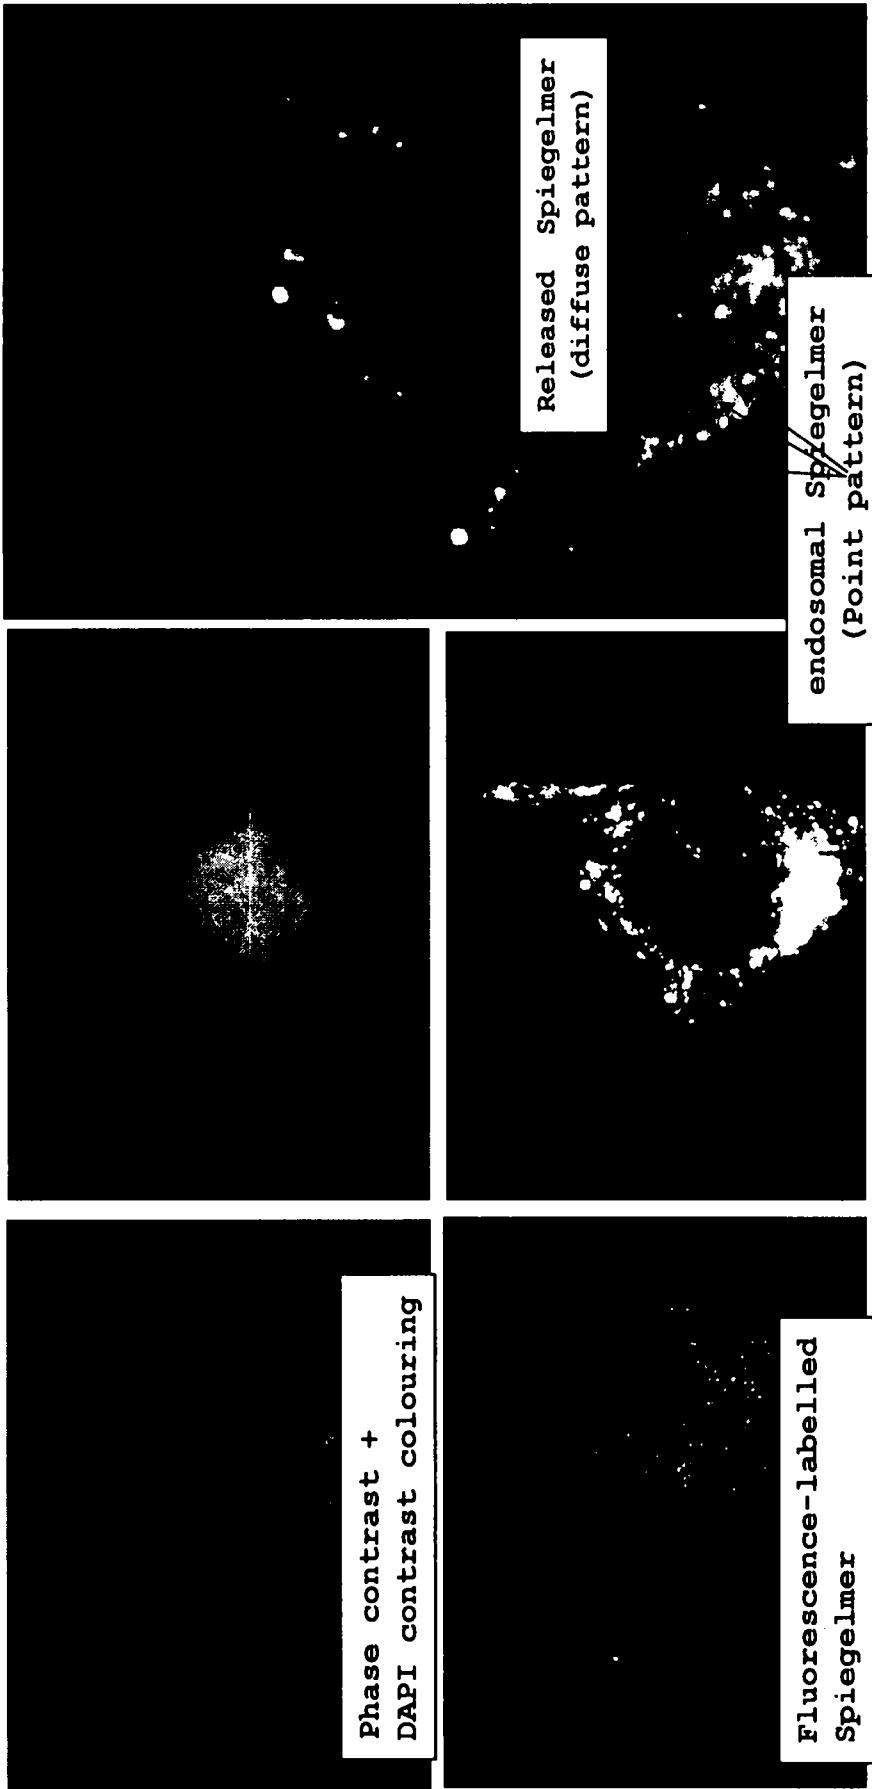 Phase contrast +
DAPI contrast colouring
Fluorescence-labelled
Spiegelmer
Released Spiegelmer
(diffuse pattern)
endosomal Spiegelmer
(Point pattern)